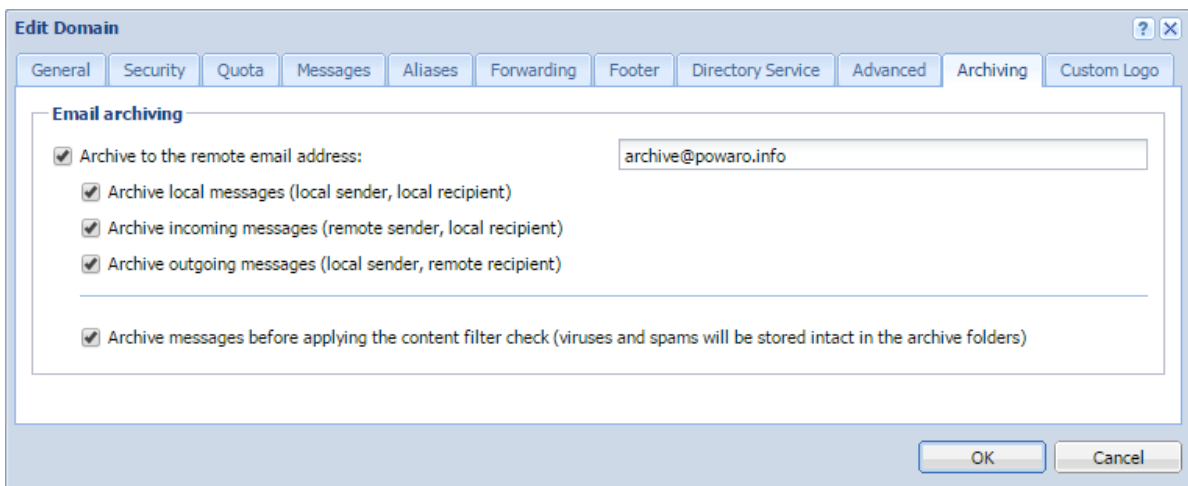 Edit Domain ?
General Security Quota Messages Aliases Forwarding Footer Directory Service Advanced Archiving Custom Logo
Email archiving
Archive to the remote email address: archive@powaro.info
Archive local messages (local sender, local recipient)
Archive incoming messages (remote sender, local recipient)
Archive outgoing messages (local sender, remote recipient)
Archive messages before applying the content filter check (viruses and spams will be stored intact in the archive folders)
OK Cancel